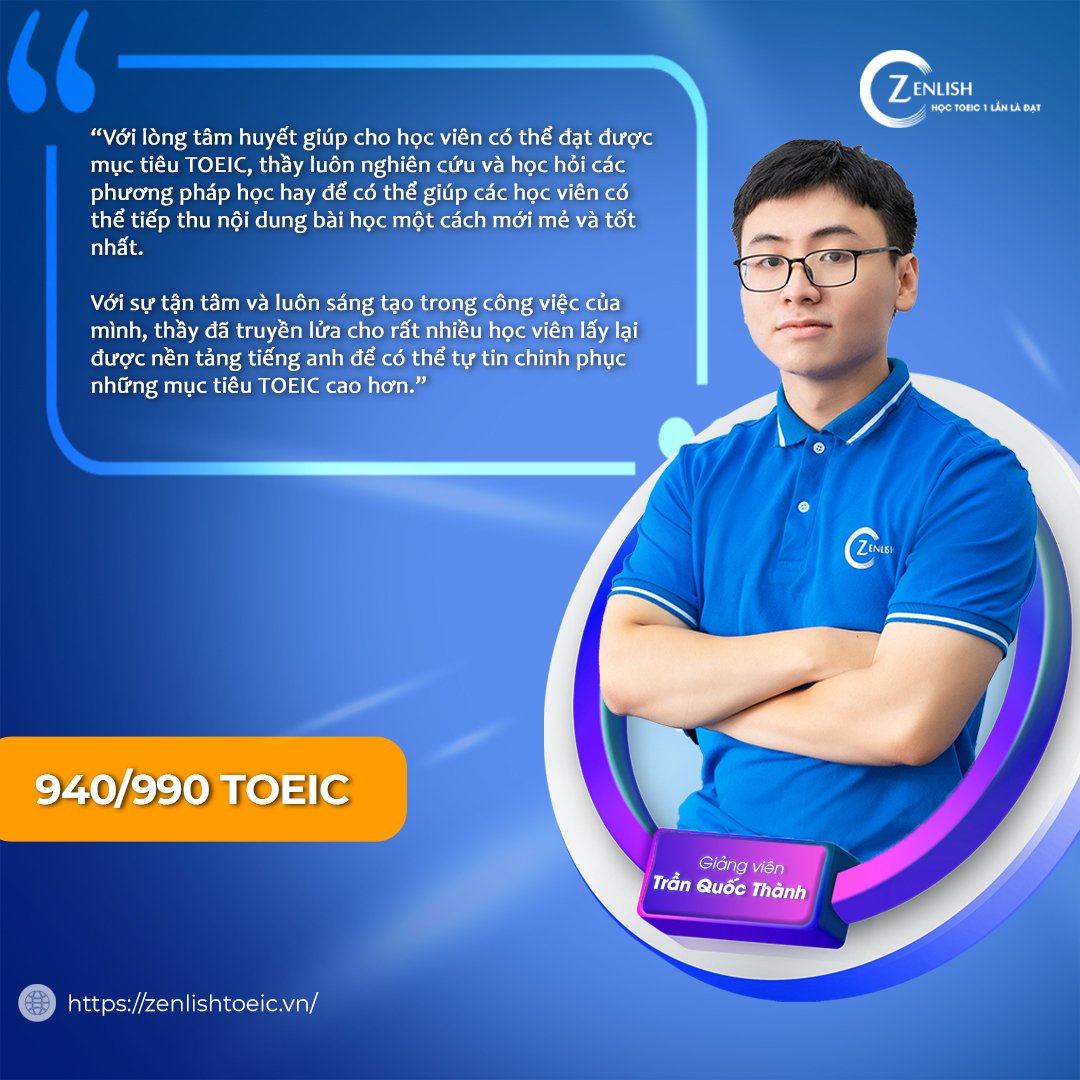 ZENLISH
HỌC TOEIC 1 LẦN LÀ ĐẠT
“Với lòng tâm huyết giúp cho học viên có thể đạt được
mục tiêu TOEIC, thầy luôn nghiên cứu và học hỏi các
phương pháp học hay để có thể giúp các học viên có
thể tiếp thu nội dung bài học một cách mới mẻ và tốt
nhất.
Với sự tận tâm và luôn sáng tạo trong công việc của
mình, thầy đã truyền lửa cho rất nhiều học viên lấy lại
được nền tảng tiếng anh để có thể tự tin chinh phục
những mục tiêu TOEIC cao hơn.”
ZENLISH
940/990 TOEIC
Giảng viên
Trần Quốc Thành
https://zenlishtoeic.vn/